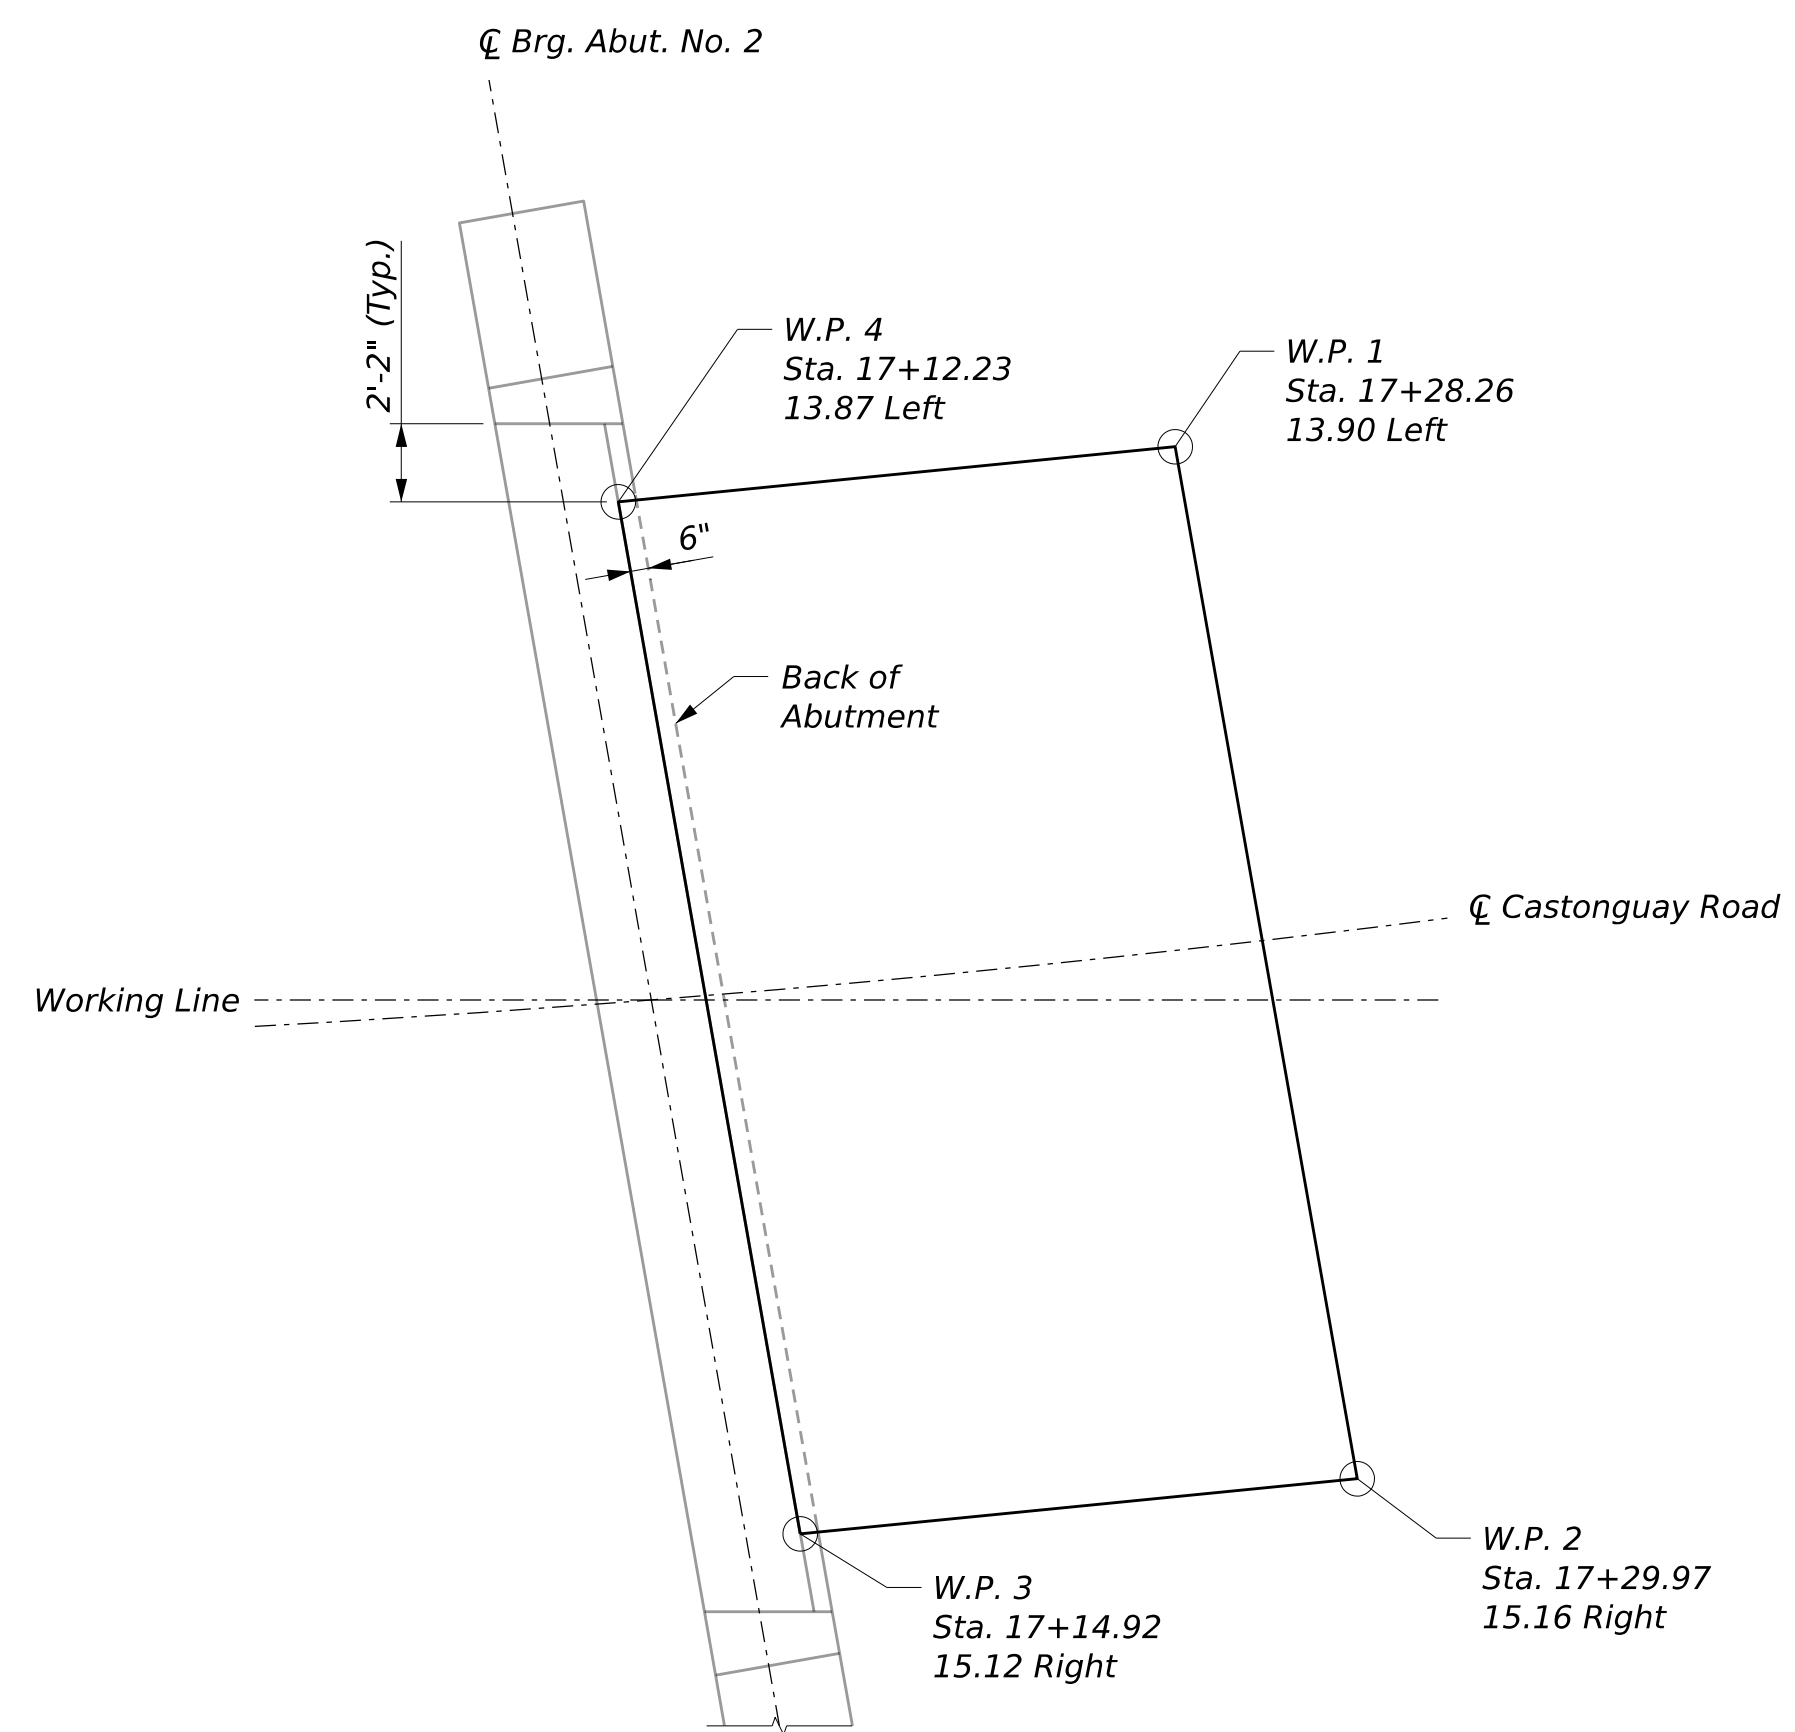 ℄ Brg. Abut. No. 2
2'-2" (Typ.)
W.P. 4
Sta. 17+12.23
13.87 Left
W.P. 1
Sta. 17+28.26
13.90 Left
6"
Back of
Abutment
℄ Castonguay Road
Working Line
W.P. 2
Sta. 17+29.97
15.16 Right
W.P. 3
Sta. 17+14.92
15.12 Right